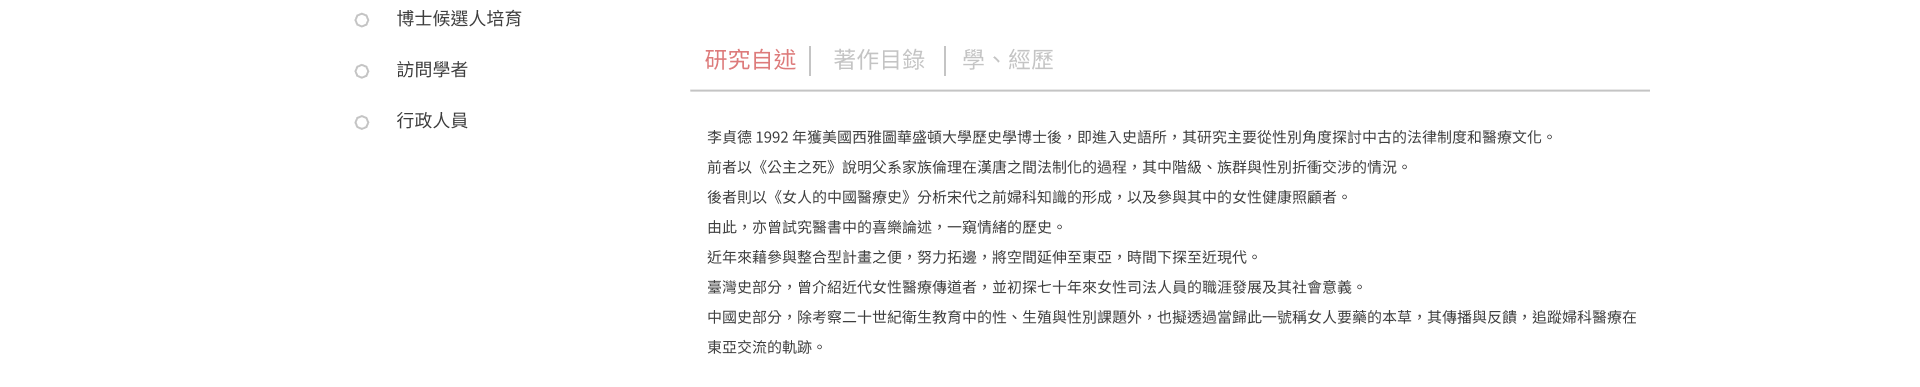 博士候選人培育
訪問學者
行政人員
研究自述
著作目錄
學、經歷
李貞德 1992 年獲美國西雅圖華盛頓大學歷史學博士後，即進入史語所，其研究主要從性別角度探討中古的法律制度和醫療文化。
前者以《公主之死》說明父系家族倫理在漢唐之間法制化的過程，其中階級、族群與性別折衝交涉的情況。
後者則以《女人的中國醫療史》分析宋代之前婦科知識的形成，以及參與其中的女性健康照顧者。
由此，亦曾試究醫書中的喜樂論述，一窺情緒的歷史。
近年來藉參與整合型計畫之便，努力拓邊，將空間延伸至東亞，時間下探至近現代。
臺灣史部分，曾介紹近代女性醫療傳道者，並初探七十年來女性司法人員的職涯發展及其社會意義。
中國史部分，除考察二十世紀衛生教育中的性、生殖與性別課題外，也擬透過當歸此一號稱女人要藥的本草，其傳播與反饋，追蹤婦科醫療在
東亞交流的軌跡。